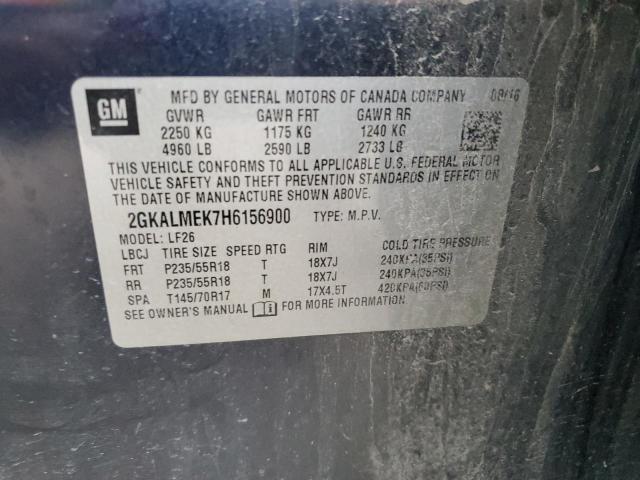 GM
MFD BY GENERAL MOTORS OF CANADA COMPANY 09/16
GVWR GAWR FRT GAWR RR
2250 KG 1175 KG 1240 KG
4960 LB 2590 LB 2733 LB
THIS VEHICLE CONFORMS TO ALL APPLICABLE U.S. FEDERAL MOTOR
VEHICLE SAFETY AND THEFT PREVENTION STANDARDS IN EFFECT ON
THE DATE OF MANUFACTURE SHOWN ABOVE.
2GKALMEK7H6156900 TYPE: M.P.V.
MODEL: LF26
LBCJ TIRE SIZE SPEED RTG RIM COLD TIRE PRESSURE
FRT P235/55R18 T 18X7J 240KPA(35PSI)
RR P235/55R18 T 18X7J 240KPA(35PSI)
SPA T145/70R17 M 17X4.5T 420KPA(60PSI)
SEE OWNER'S MANUAL i FOR MORE INFORMATION